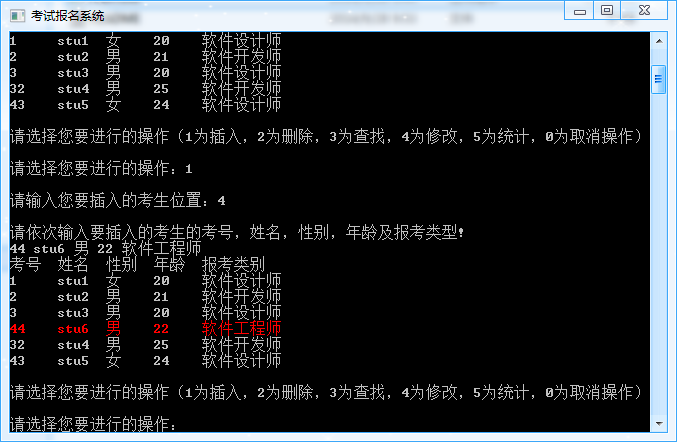 考试报名系统
1 stu1 女 20 软件设计师
2 stu2 男 21 软件开发师
3 stu3 男 20 软件设计师
32 stu4 男 25 软件开发师
43 stu5 女 24 软件设计师
请选择您要进行的操作（1为插入，2为删除，3为查找，4为修改，5为统计，0为取消操作）
请选择您要进行的操作：1
请输入您要插入的考生位置：4
请依次输入要插入的考生的考号，姓名，性别，年龄及报考类型！
44 stu6 男 22 软件工程师
考号 姓名 性别 年龄 报考类别
1 stu1 女 20 软件设计师
2 stu2 男 21 软件开发师
3 stu3 男 20 软件设计师
44 stu6 男 22 软件工程师
32 stu4 男 25 软件开发师
43 stu5 女 24 软件设计师
请选择您要进行的操作（1为插入，2为删除，3为查找，4为修改，5为统计，0为取消操作）
请选择您要进行的操作：